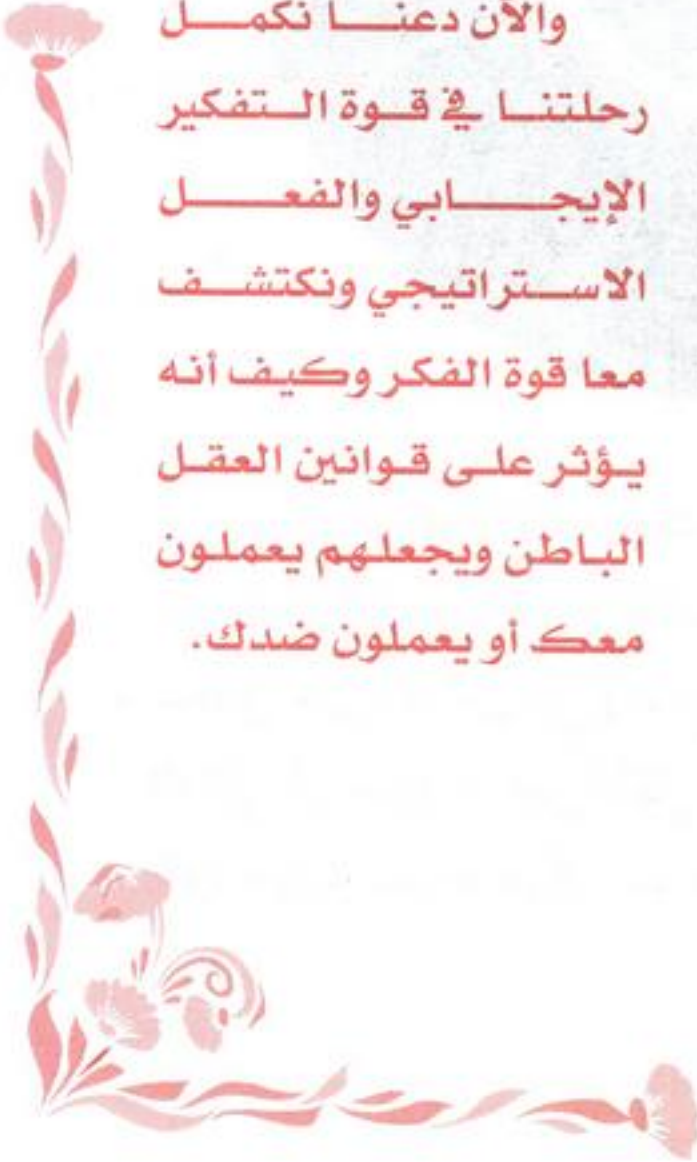 والآن دعنا نكمل
رحلتنا في قوة التفكير
الإيجابي والفعل
الاستراتيجي ونكتشف
معا قوة الفكر وكيف أنه
يؤثر على قوانين العقل
الباطن ويجعلهم يعملون
معك أو يعملون ضدك.